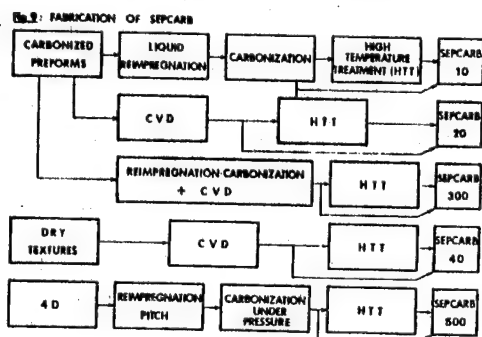 Fig.9: FABRICATION OF SEPCARB
CARBONIZED
PREFORMS
LIQUID
REIMPREGNATION
CARBONIZATION
HIGH
TEMPERATURE
TREATMENT (HTT)
SEPCARB
10
CVD
HTT
SEPCARB
20
REIMPREGNATION-CARBONIZATION
+ CVD
HTT
SEPCARB
300
DRY
TEXTURES
CVD
HTT
SEPCARB
40
4D
REIMPREGNATION
PITCH
CARBONIZATION
UNDER
PRESSURE
HTT
SEPCARB
500